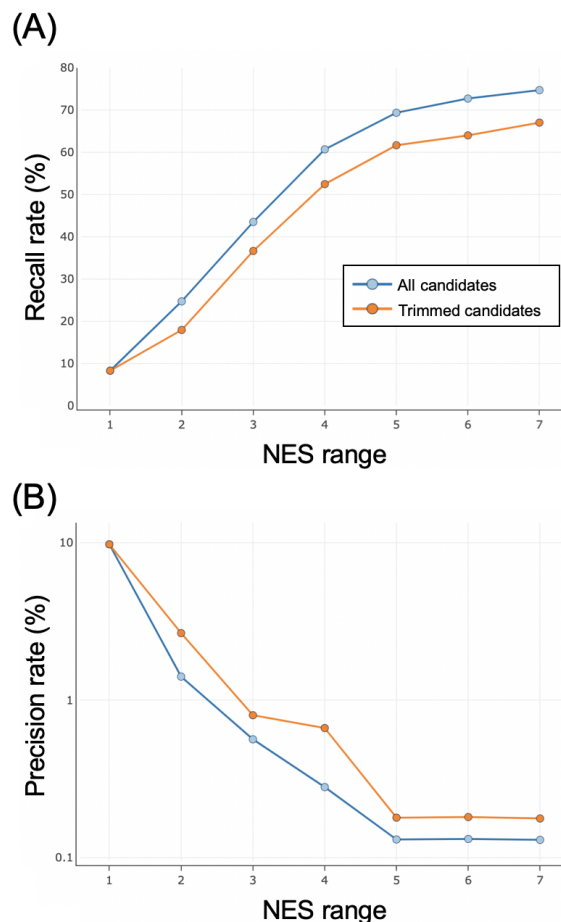 (A)
80
70
60
50
40
30
20
10
0
Recall rate (%)
All candidates
Trimmed candidates
1 2 3 4 5 6 7
NES range
(B)
10
1
0.1
Precision rate (%)
1 2 3 4 5 6 7
NES range